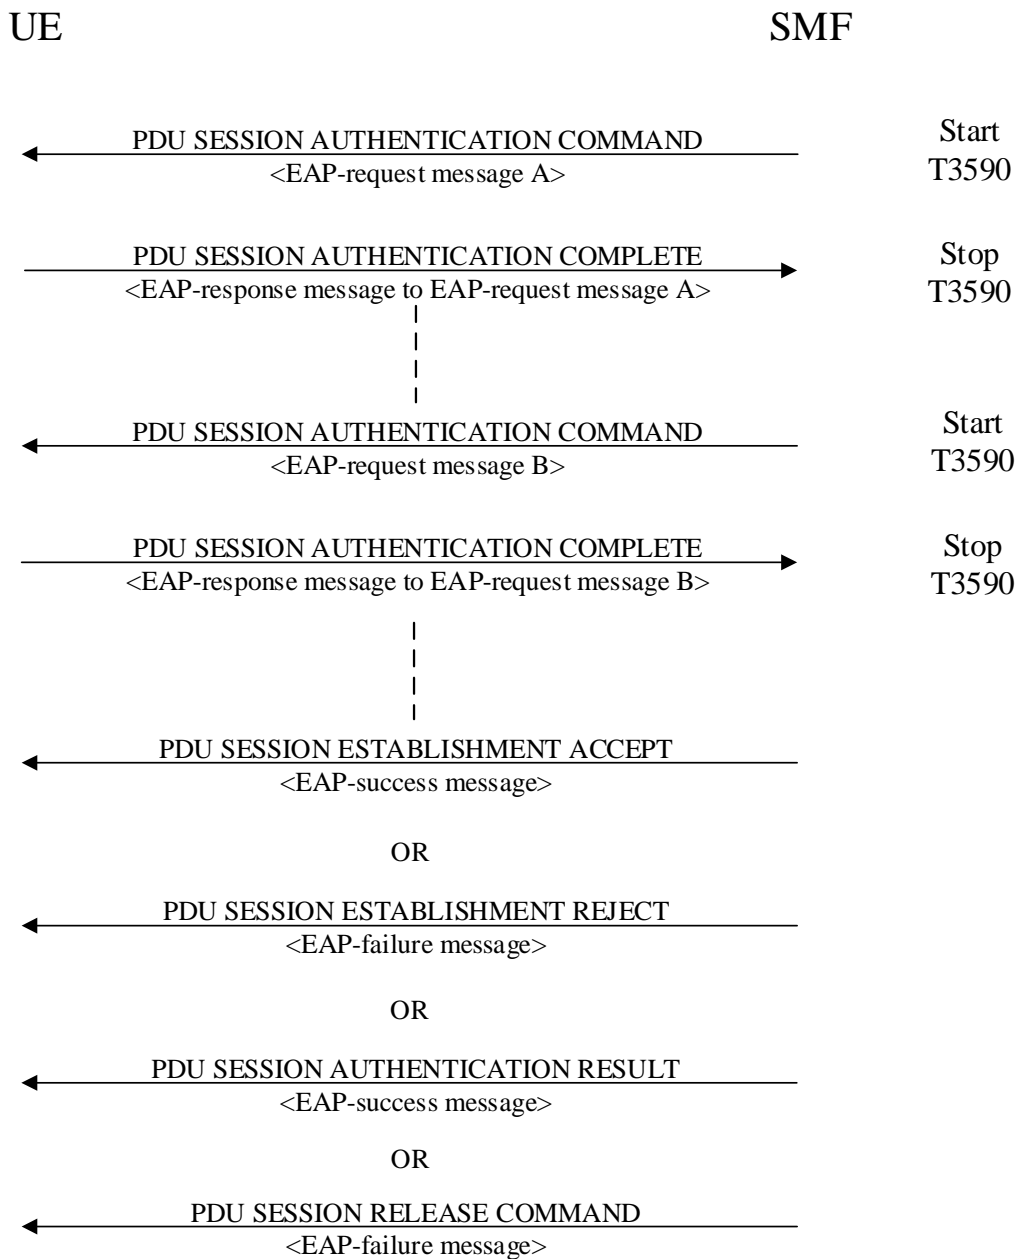 UE
SMF
PDU SESSION AUTHENTICATION COMMAND
<EAP-request message A>
Start
T3590
PDU SESSION AUTHENTICATION COMPLETE
<EAP-response message to EAP-request message A>
Stop
T3590
PDU SESSION AUTHENTICATION COMMAND
<EAP-request message B>
Start
T3590
PDU SESSION AUTHENTICATION COMPLETE
<EAP-response message to EAP-request message B>
Stop
T3590
PDU SESSION ESTABLISHMENT ACCEPT
<EAP-success message>
OR
PDU SESSION ESTABLISHMENT REJECT
<EAP-failure message>
OR
PDU SESSION AUTHENTICATION RESULT
<EAP-success message>
OR
PDU SESSION RELEASE COMMAND
<EAP-failure message>